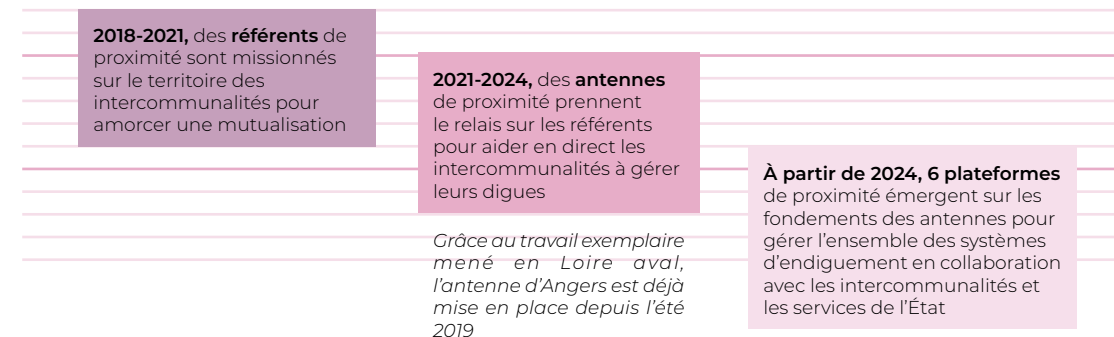 2018-2021, des référents de
proximité sont missionnés
sur le territoire des
intercommunalités pour
amorcer une mutualisation
2021-2024, des antennes
de proximité prennent
le relais sur les référents
pour aider en direct les
intercommunalités à gérer
leurs digues
Grâce au travail exemplaire
mené en Loire aval,
l'antenne d'Angers est déjà
mise en place depuis l'été
2019
À partir de 2024, 6 plateformes
de proximité émergent sur les
fondements des antennes pour
gérer l'ensemble des systèmes
d'endiguement en collaboration
avec les intercommunalités et
les services de l'État